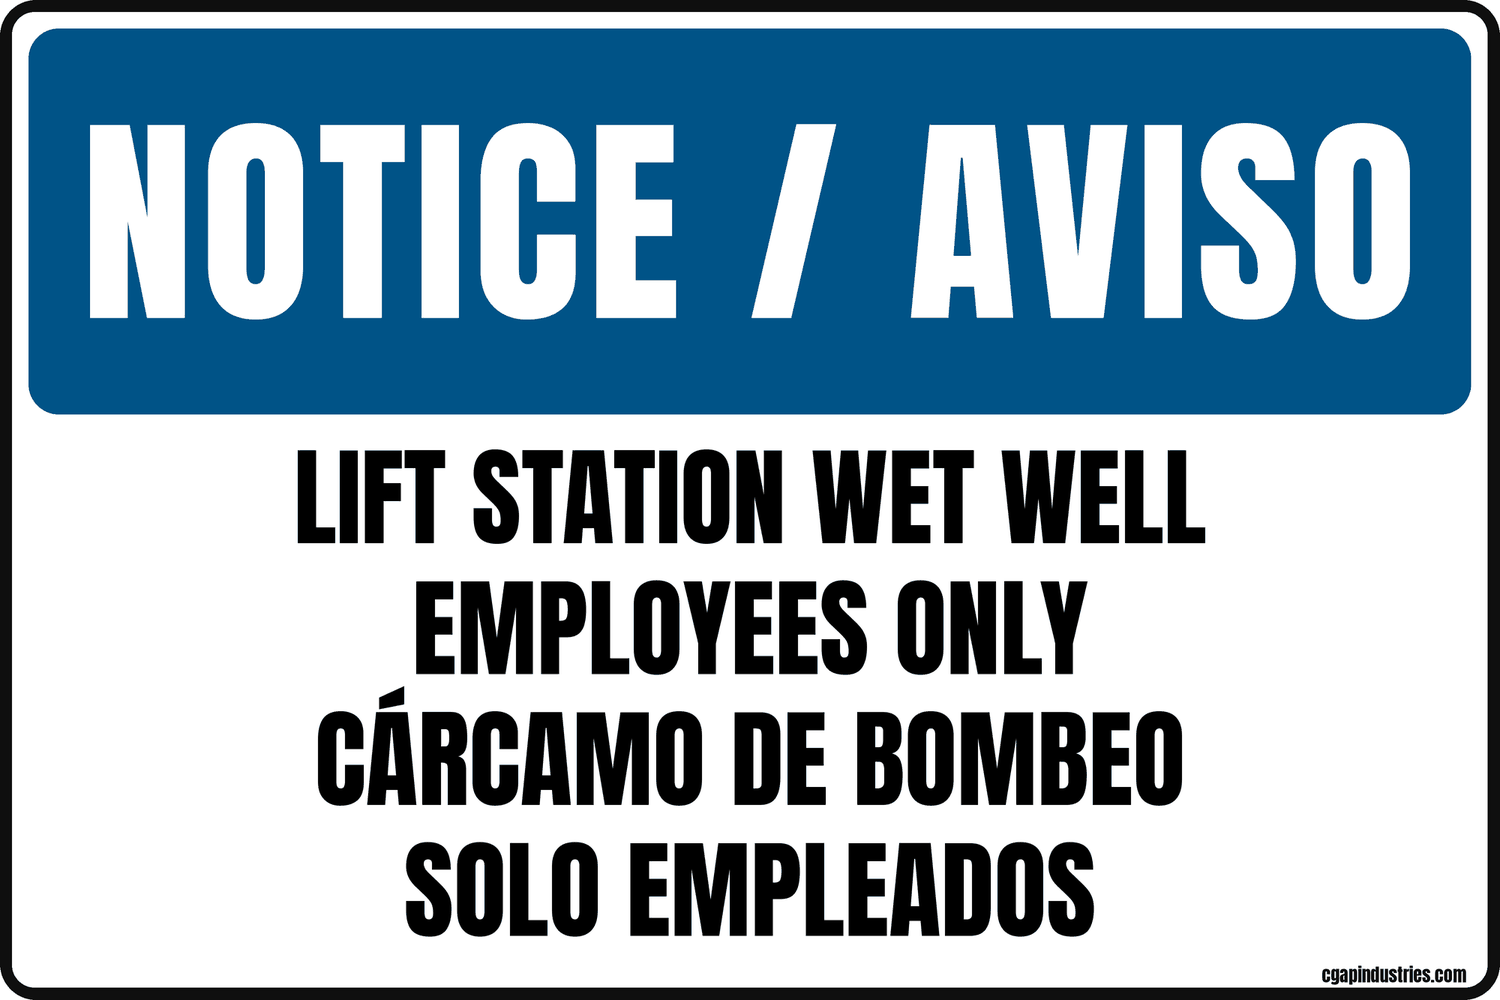 NOTICE / AVISO
LIFT STATION WET WELL
EMPLOYEES ONLY
CÁRCAMO DE BOMBEO
SOLO EMPLEADOS
cgapindustries.com